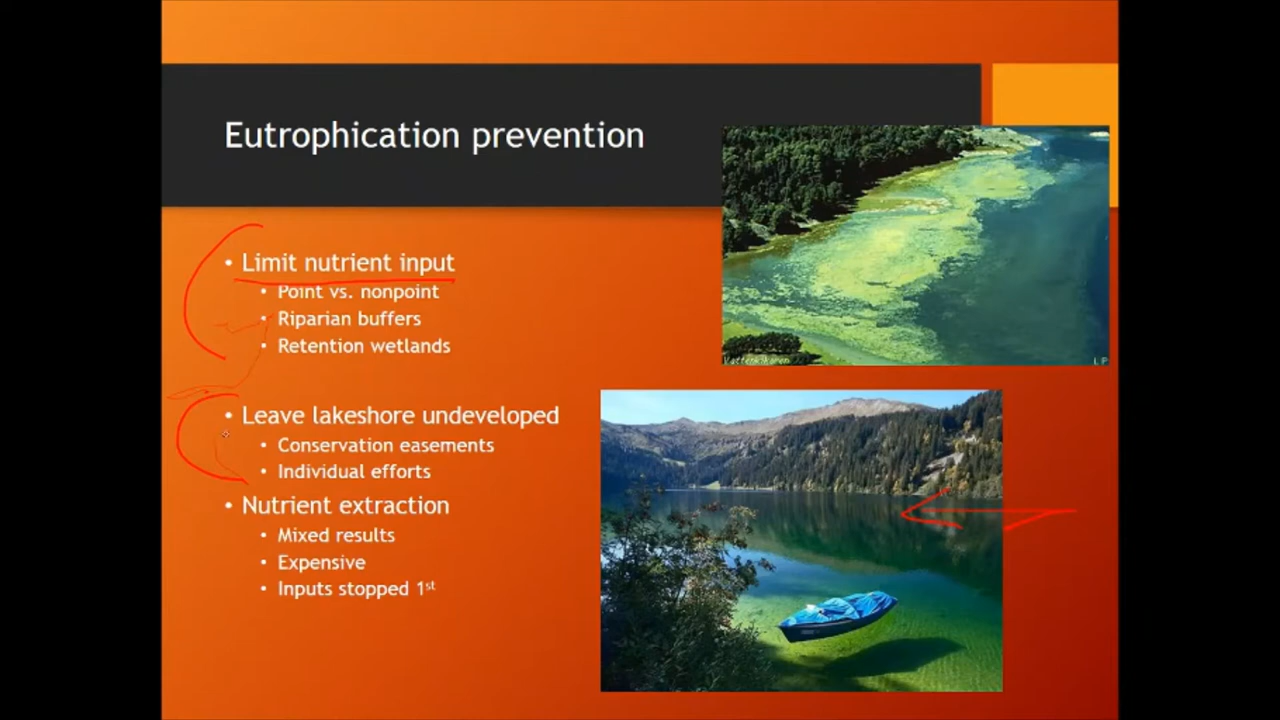 Eutrophication prevention
• Limit nutrient input
• Point vs. nonpoint
• Riparian buffers
• Retention wetlands
• Leave lakeshore undeveloped
• Conservation easements
• Individual efforts
• Nutrient extraction
• Mixed results
• Expensive
• Inputs stopped 1st
L P